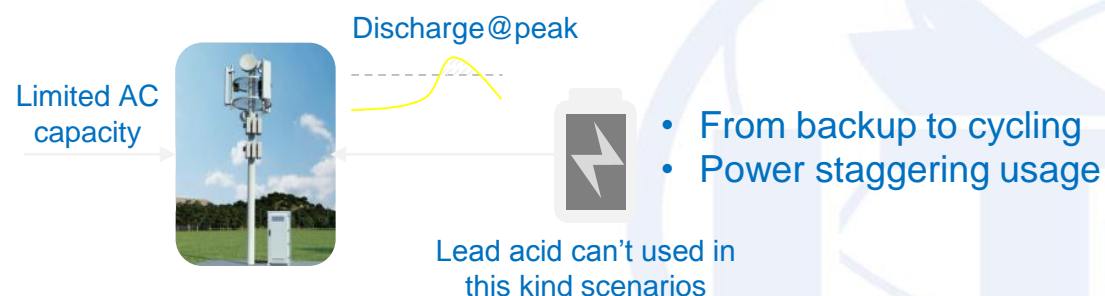 Discharge@peak
Limited AC
capacity
• From backup to cycling
• Power staggering usage
Lead acid can't used in
this kind scenarios